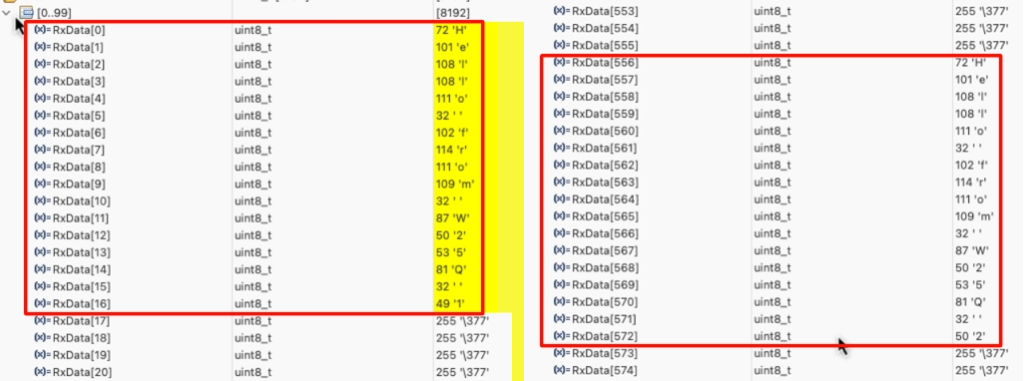 [0..99] [8192]
(x)= RxData[0] uint8_t 72 'H'
(x)= RxData[1] uint8_t 101 'e'
(x)= RxData[2] uint8_t 108 'l'
(x)= RxData[3] uint8_t 108 'l'
(x)= RxData[4] uint8_t 111 'o'
(x)= RxData[5] uint8_t 32 ' '
(x)= RxData[6] uint8_t 102 'f'
(x)= RxData[7] uint8_t 114 'r'
(x)= RxData[8] uint8_t 111 'o'
(x)= RxData[9] uint8_t 109 'm'
(x)= RxData[10] uint8_t 32 ' '
(x)= RxData[11] uint8_t 87 'W'
(x)= RxData[12] uint8_t 50 '2'
(x)= RxData[13] uint8_t 53 '5'
(x)= RxData[14] uint8_t 81 'Q'
(x)= RxData[15] uint8_t 32 ' '
(x)= RxData[16] uint8_t 49 '1'
(x)= RxData[17] uint8_t 255 '\377'
(x)= RxData[18] uint8_t 255 '\377'
(x)= RxData[19] uint8_t 255 '\377'
(x)= RxData[20] uint8_t 255 '\377'
(x)= RxData[553] uint8_t 255 '\377'
(x)= RxData[554] uint8_t 255 '\377'
(x)= RxData[555] uint8_t 255 '\377'
(x)= RxData[556] uint8_t 72 'H'
(x)= RxData[557] uint8_t 101 'e'
(x)= RxData[558] uint8_t 108 'l'
(x)= RxData[559] uint8_t 108 'l'
(x)= RxData[560] uint8_t 111 'o'
(x)= RxData[561] uint8_t 32 ' '
(x)= RxData[562] uint8_t 102 'f'
(x)= RxData[563] uint8_t 114 'r'
(x)= RxData[564] uint8_t 111 'o'
(x)= RxData[565] uint8_t 109 'm'
(x)= RxData[566] uint8_t 32 ' '
(x)= RxData[567] uint8_t 87 'W'
(x)= RxData[568] uint8_t 50 '2'
(x)= RxData[569] uint8_t 53 '5'
(x)= RxData[570] uint8_t 81 'Q'
(x)= RxData[571] uint8_t 32 ' '
(x)= RxData[572] uint8_t 50 '2'
(x)= RxData[573] uint8_t 255 '\377'
(x)= RxData[574] uint8_t 255 '\377'